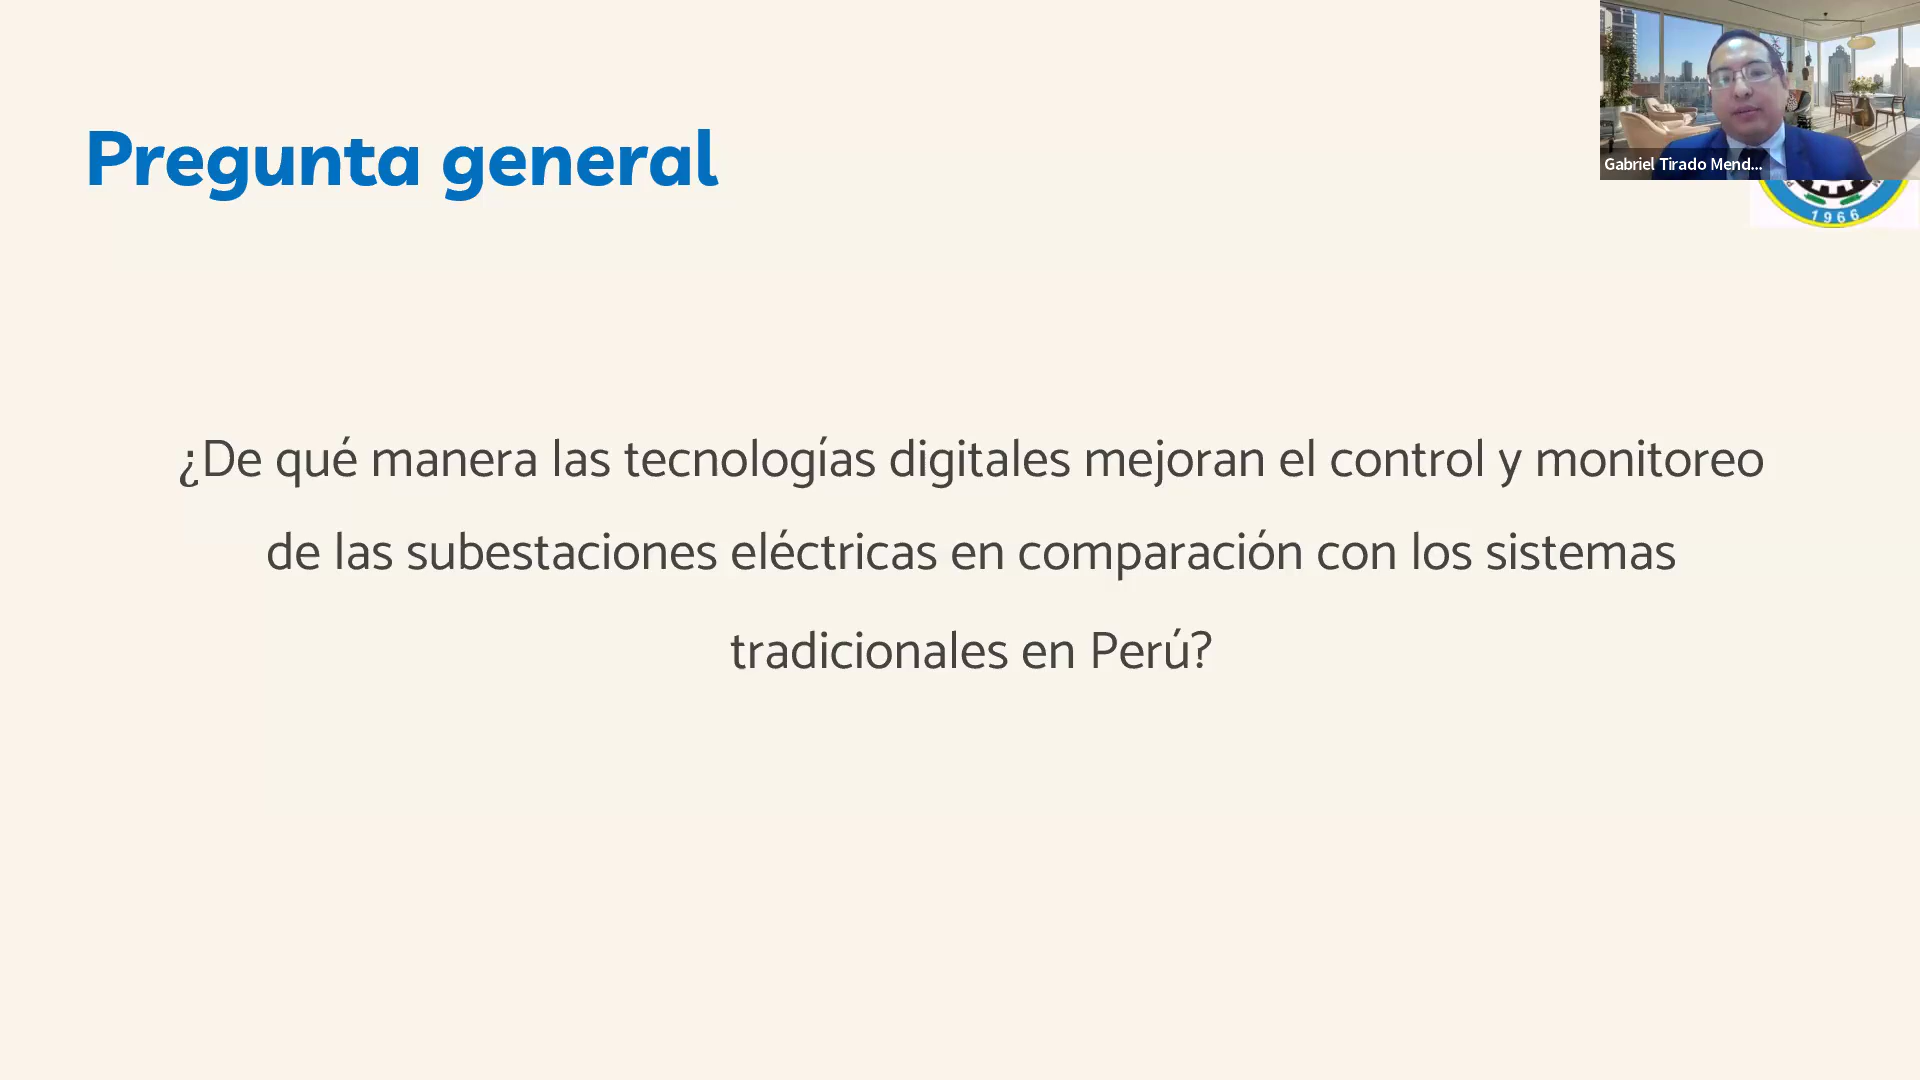 Pregunta general
Gabriel Tirado Mend...
1966
¿De qué manera las tecnologías digitales mejoran el control y monitoreo
de las subestaciones eléctricas en comparación con los sistemas
tradicionales en Perú?